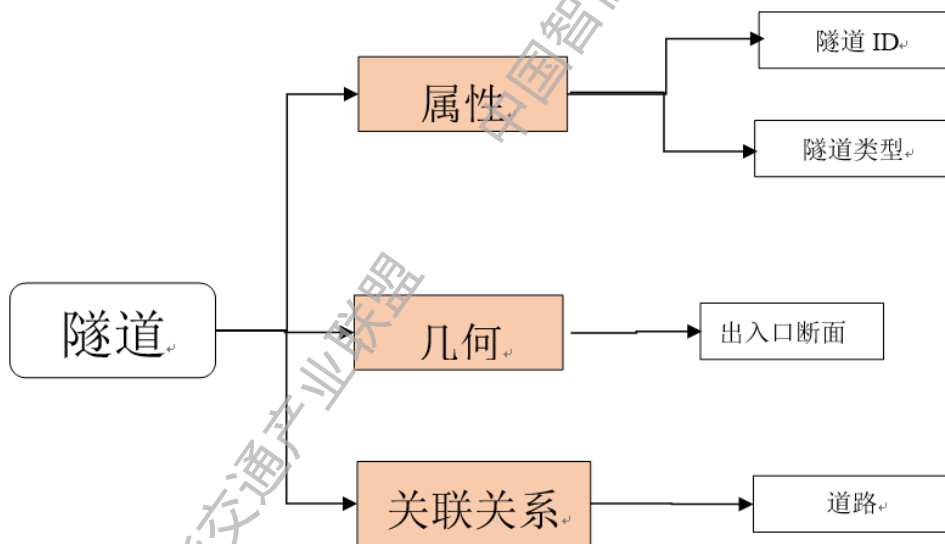 隧道 ID
属性
隧道类型
隧道
几何
出入口断面
关联关系
道路
中国智
交通产业联盟